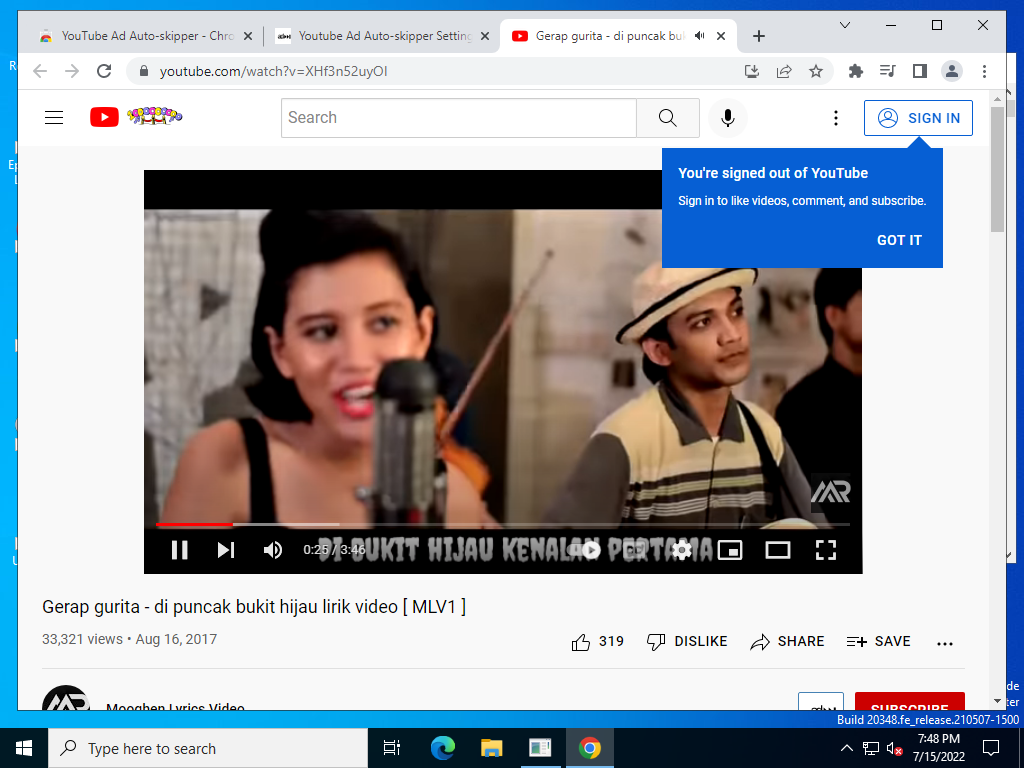 YouTube Ad Auto-skipper - Chro
Youtube Ad Auto-skipper Setting
Gerap gurita - di puncak buk
youtube.com/watch?v=XHf3n52uyOI
Search
SIGN IN
You're signed out of YouTube
Sign in to like videos, comment, and subscribe.
GOT IT
MR
DI BUKIT HIJAU KENALAN PERTAMA
0:25 / 3:46
Gerap gurita - di puncak bukit hijau lirik video [ MLV1 ]
33,321 views • Aug 16, 2017
319
DISLIKE
SHARE
SAVE
Mooghen Lyrics Video
SUBSCRIBE
Build 20348.fe_release.210507-1500
Type here to search
7:48 PM
7/15/2022